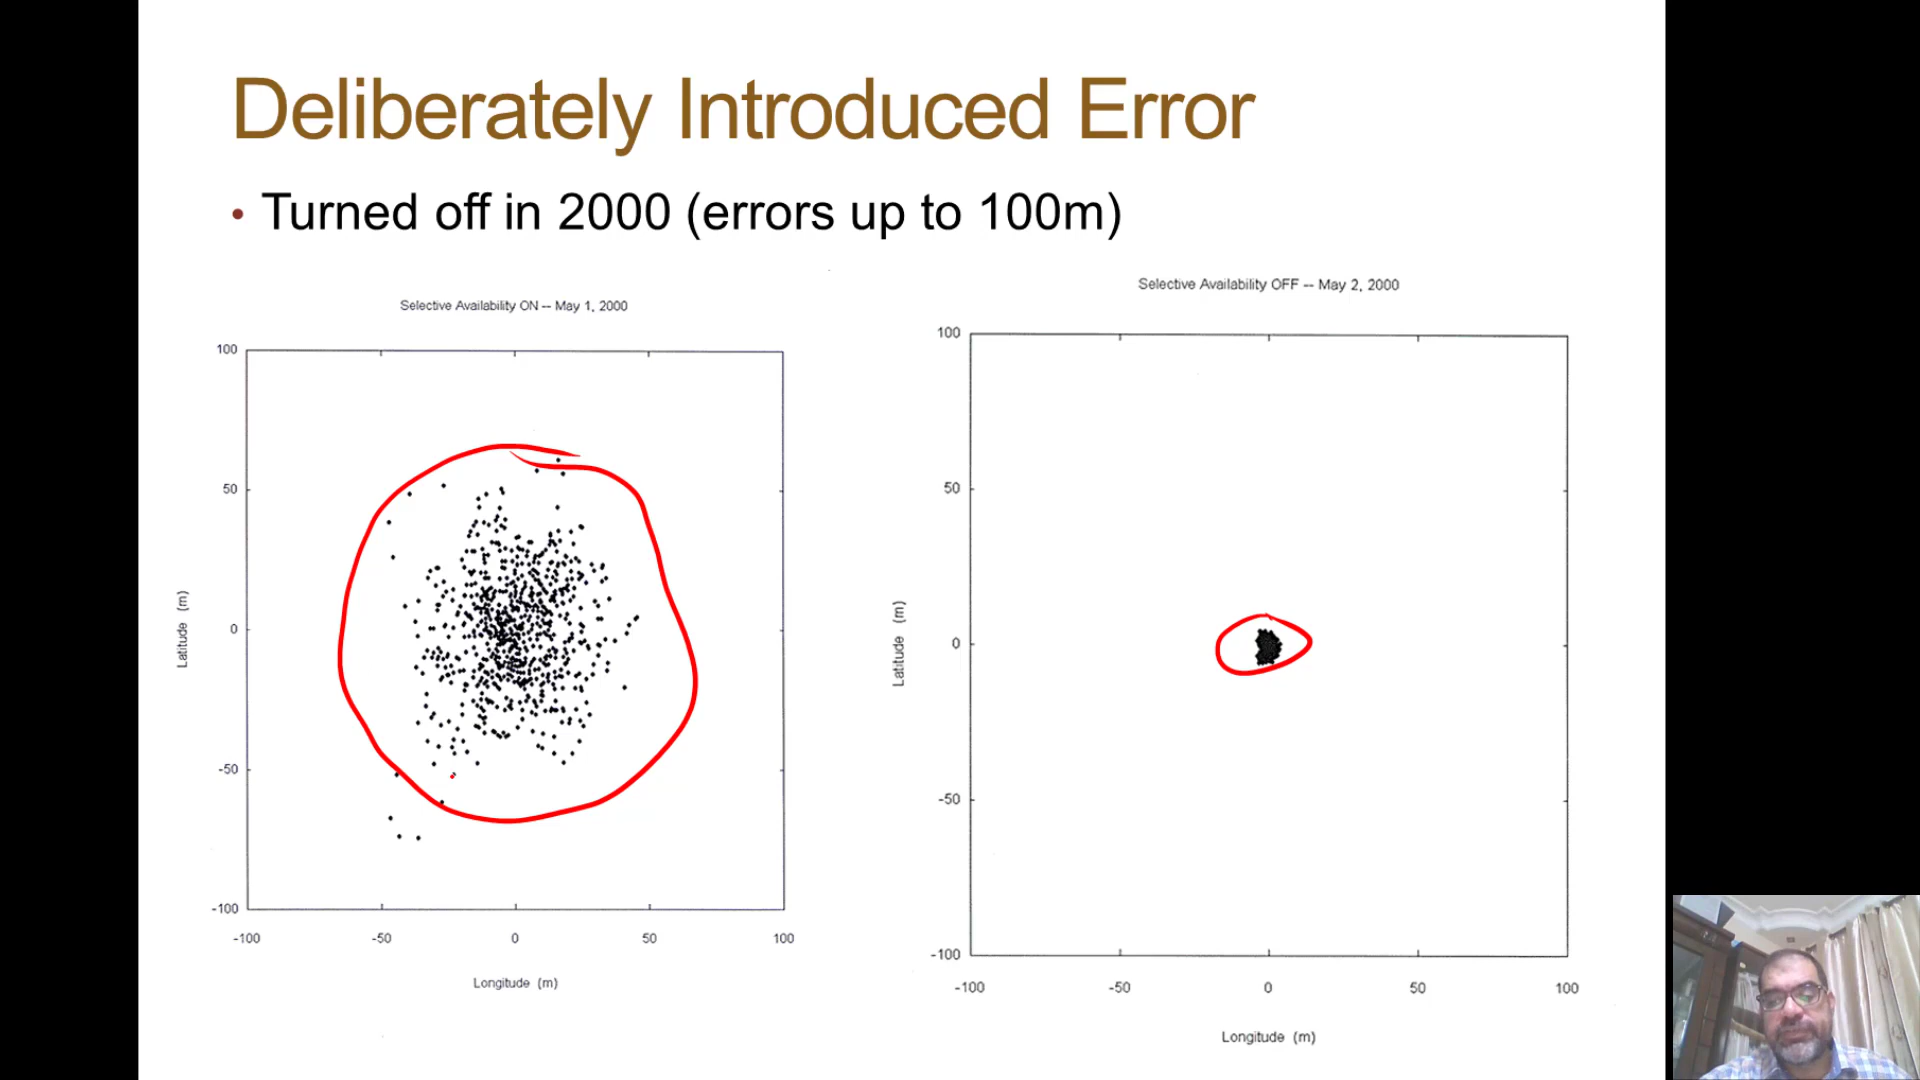 Deliberately Introduced Error
• Turned off in 2000 (errors up to 100m)
Selective Availability ON -- May 1, 2000
100
50
0
-50
-100
-100 -50 0 50 100
Latitude (m)
Longitude (m)
Selective Availability OFF -- May 2, 2000
100
50
0
-50
-100
-100 -50 0 50 100
Latitude (m)
Longitude (m)